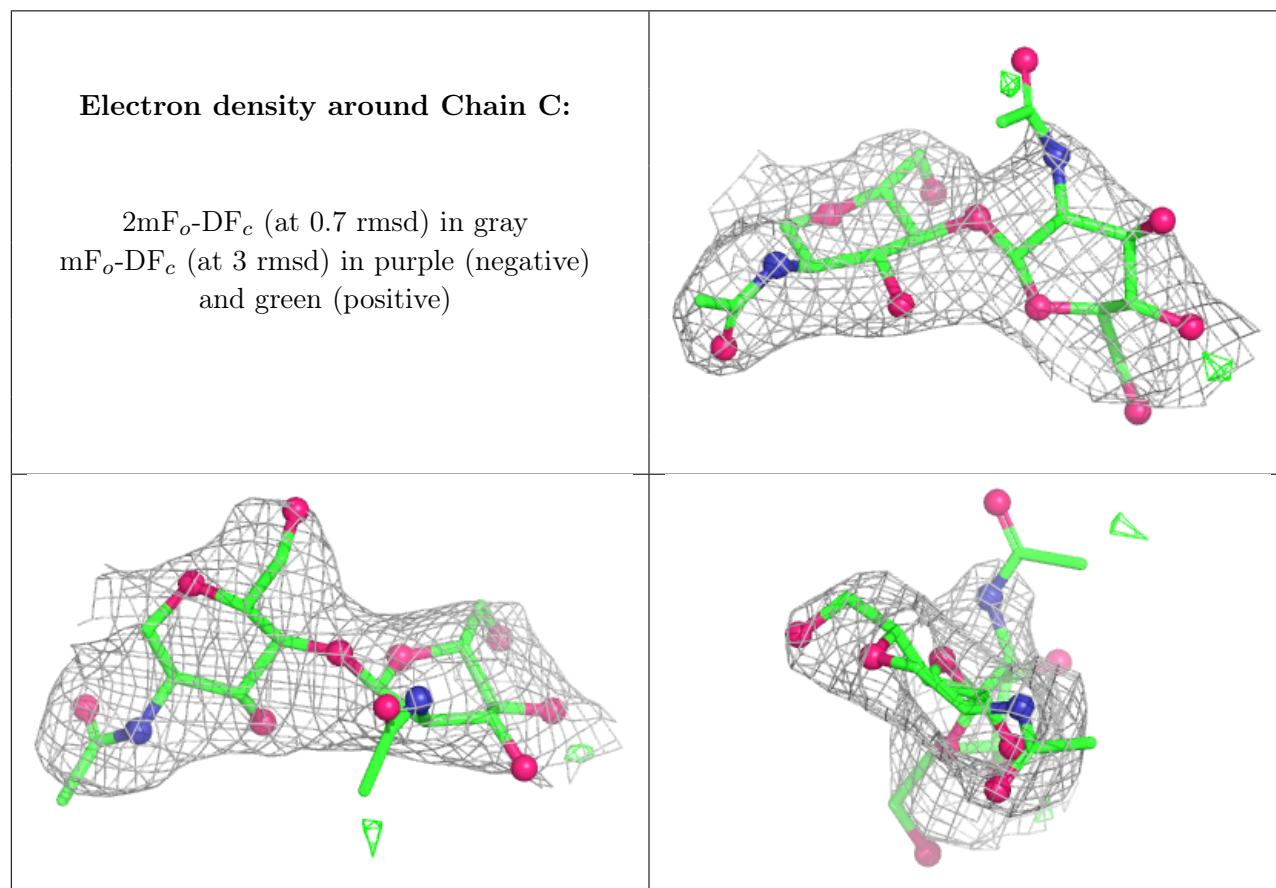 Electron density around Chain C:
2mFₒ-DF𝒸 (at 0.7 rmsd) in gray
mFₒ-DF𝒸 (at 3 rmsd) in purple (negative)
and green (positive)